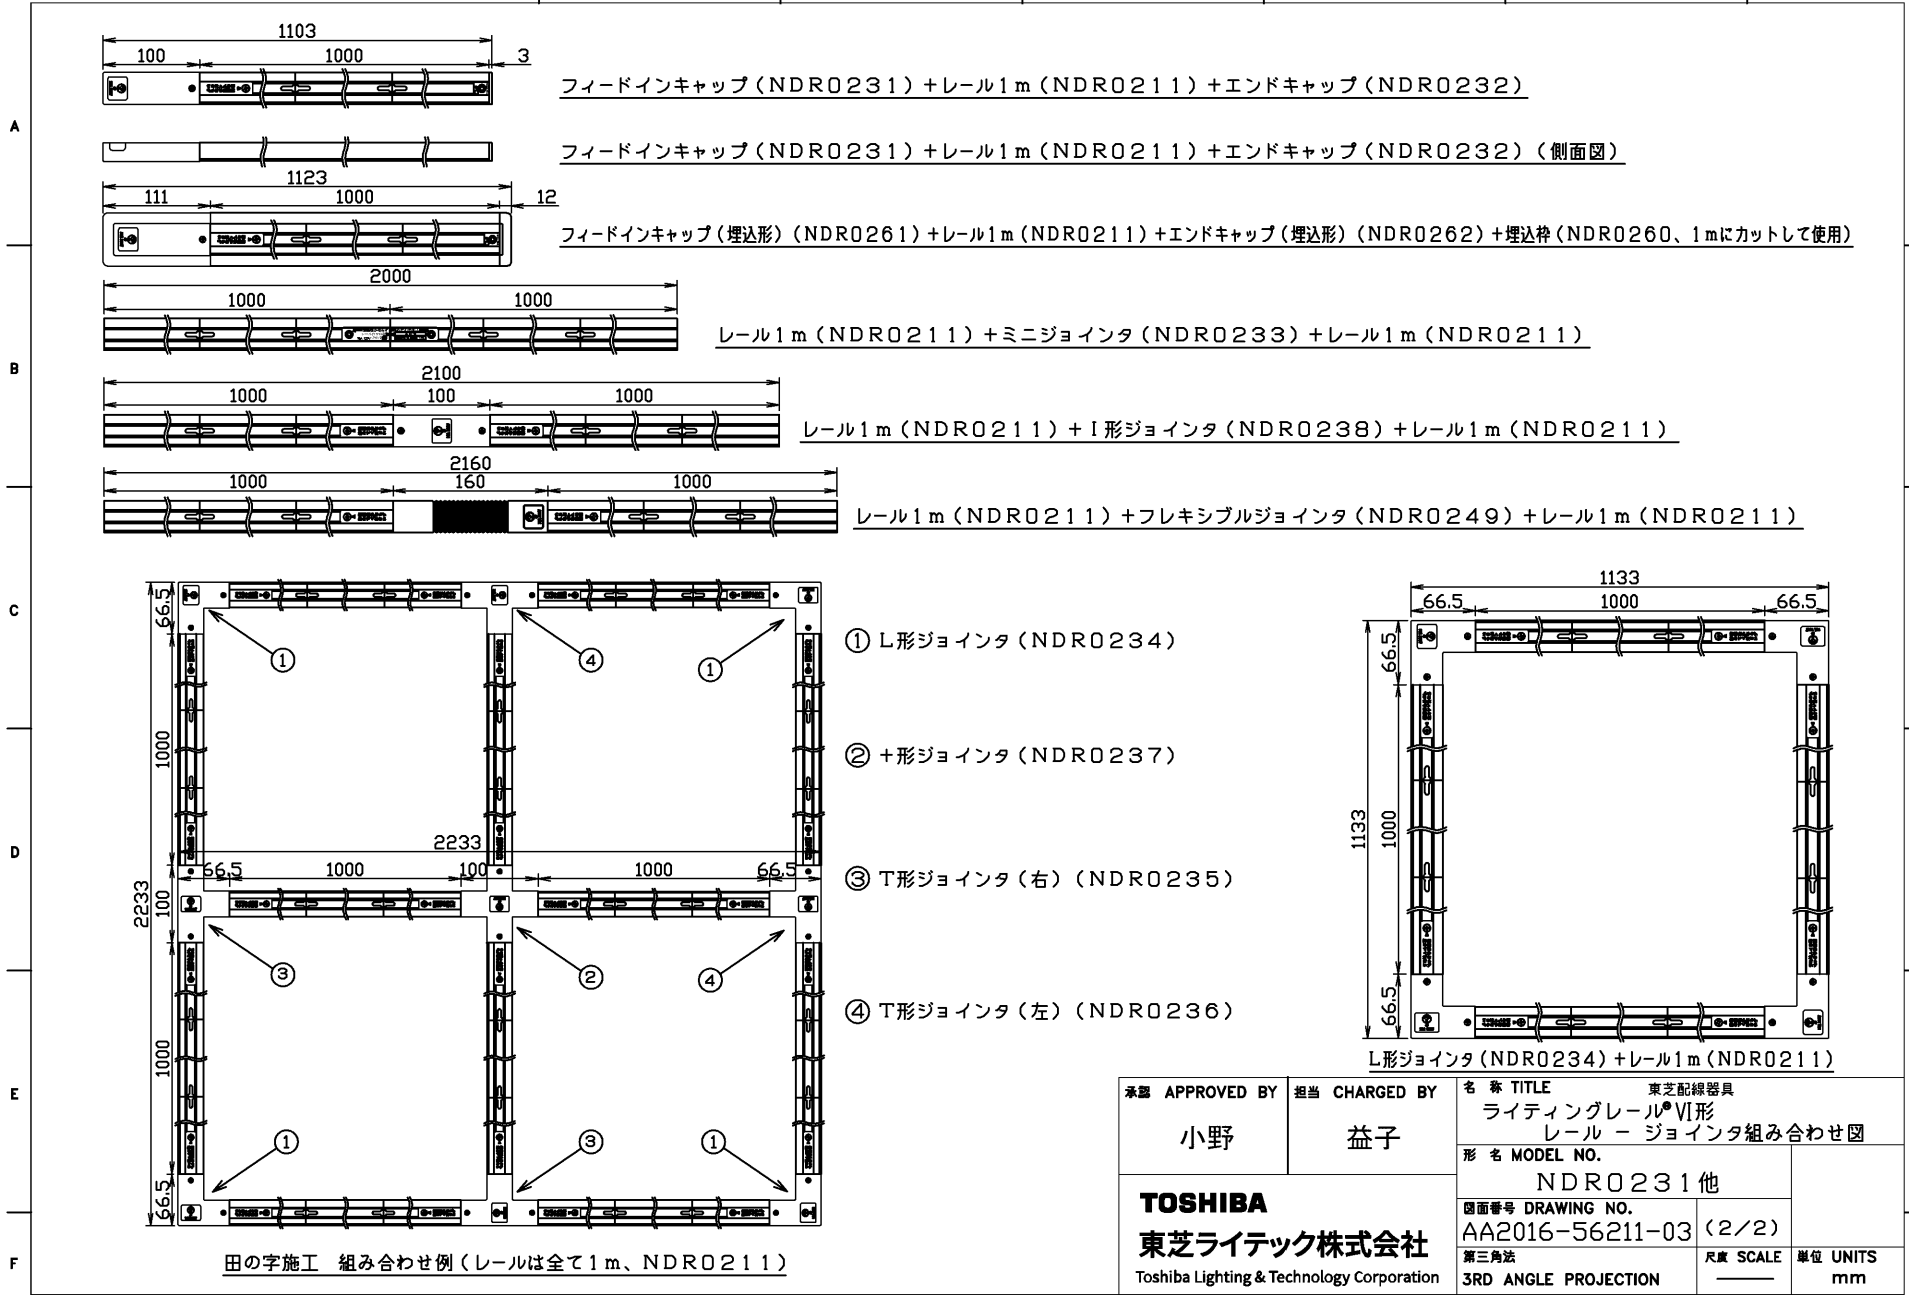 1103
100
1000
3
フィードインキャップ(NDR0231)+レール1m(NDR0211)+エンドキャップ(NDR0232)
A
フィードインキャップ(NDR0231)+レール1m(NDR0211)+エンドキャップ(NDR0232)(側面図)
1123
111
1000
12
フィードインキャップ(埋込形)(NDR0261)+レール1m(NDR0211)+エンドキャップ(埋込形)(NDR0262)+埋込枠(NDR0260、1mにカットして使用)
2000
1000
1000
レール1m(NDR0211)+ミニジョインタ(NDR0233)+レール1m(NDR0211)
B
2100
1000
100
1000
レール1m(NDR0211)+I形ジョインタ(NDR0238)+レール1m(NDR0211)
2160
1000
160
1000
レール1m(NDR0211)+フレキシブルジョインタ(NDR0249)+レール1m(NDR0211)
C
66.5
1000
100
1000
66.5
2233
2233
66.5
1000
100
1000
66.5
①
④
①
③
②
④
①
③
①
① L形ジョインタ(NDR0234)
② +形ジョインタ(NDR0237)
③ T形ジョインタ(右)(NDR0235)
④ T形ジョインタ(左)(NDR0236)
D
E
F
田の字施工 組み合わせ例(レールは全て1m、NDR0211)
1133
66.5
1000
66.5
1133
66.5
1000
66.5
L形ジョインタ(NDR0234)+レール1m(NDR0211)
承認 APPROVED BY
小野
担当 CHARGED BY
益子
名 称 TITLE
東芝配線器具
ライティングレール®VI形
レール － ジョインタ組み合わせ図
形 名 MODEL NO.
NDR0231他
図面番号 DRAWING NO.
AA2016-56211-03
(2/2)
第三角法
3RD ANGLE PROJECTION
尺度 SCALE
単位 UNITS
mm
TOSHIBA
東芝ライテック株式会社
Toshiba Lighting & Technology Corporation